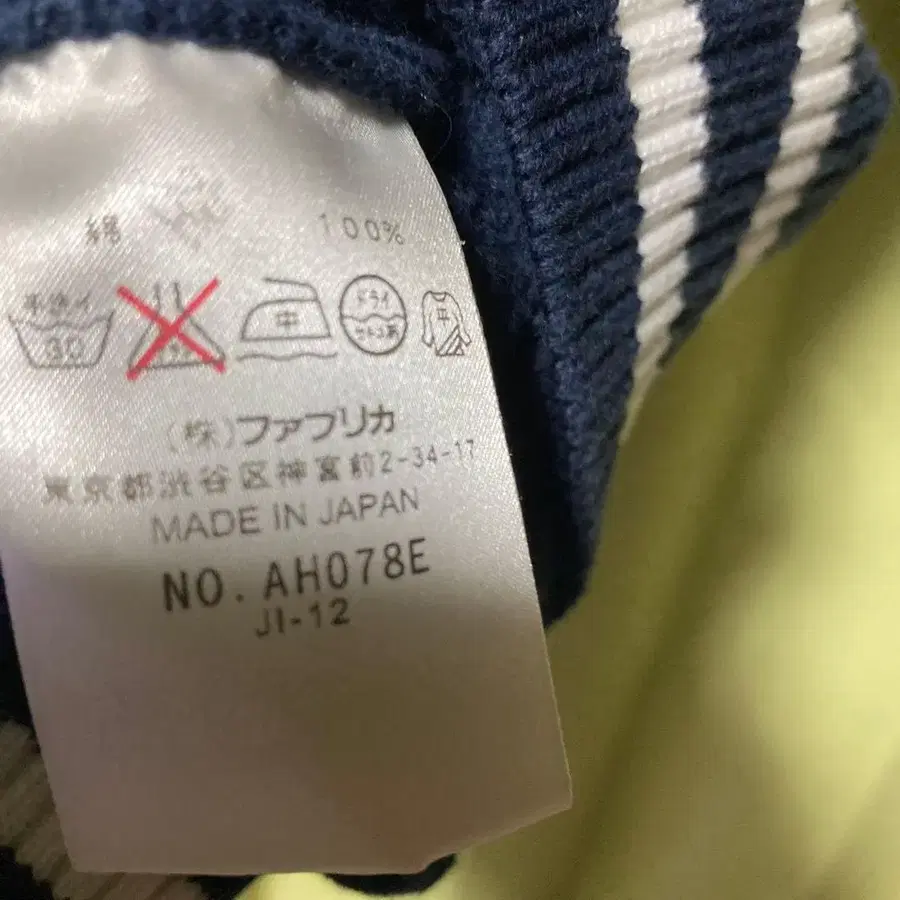 綿 100%
手洗イ 30 中 ドライ セキユ系 平
(株)ファブリカ
東京都渋谷区神宮前2-34-17
MADE IN JAPAN
NO. AH078E
JI-12